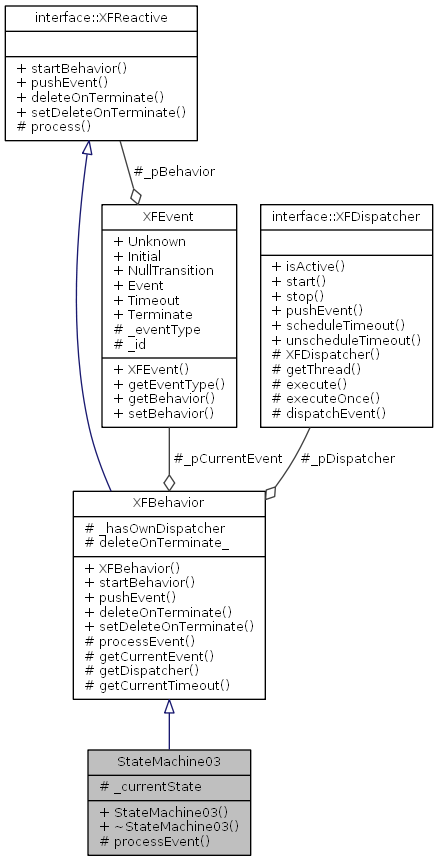 interface::XFReactive
+ startBehavior()
+ pushEvent()
+ deleteOnTerminate()
+ setDeleteOnTerminate()
# process()
#_pBehavior
XFEvent
+ Unknown
+ Initial
+ NullTransition
+ Event
+ Timeout
+ Terminate
# _eventType
# _id
+ XFEvent()
+ getEventType()
+ getBehavior()
+ setBehavior()
interface::XFDispatcher
+ isActive()
+ start()
+ stop()
+ pushEvent()
+ scheduleTimeout()
+ unscheduleTimeout()
# XFDispatcher()
# getThread()
# execute()
# executeOnce()
# dispatchEvent()
#_pCurrentEvent
#_pDispatcher
XFBehavior
# _hasOwnDispatcher
# deleteOnTerminate_
+ XFBehavior()
+ startBehavior()
+ pushEvent()
+ deleteOnTerminate()
+ setDeleteOnTerminate()
# processEvent()
# getCurrentEvent()
# getDispatcher()
# getCurrentTimeout()
StateMachine03
# _currentState
+ StateMachine03()
+ ~StateMachine03()
# processEvent()